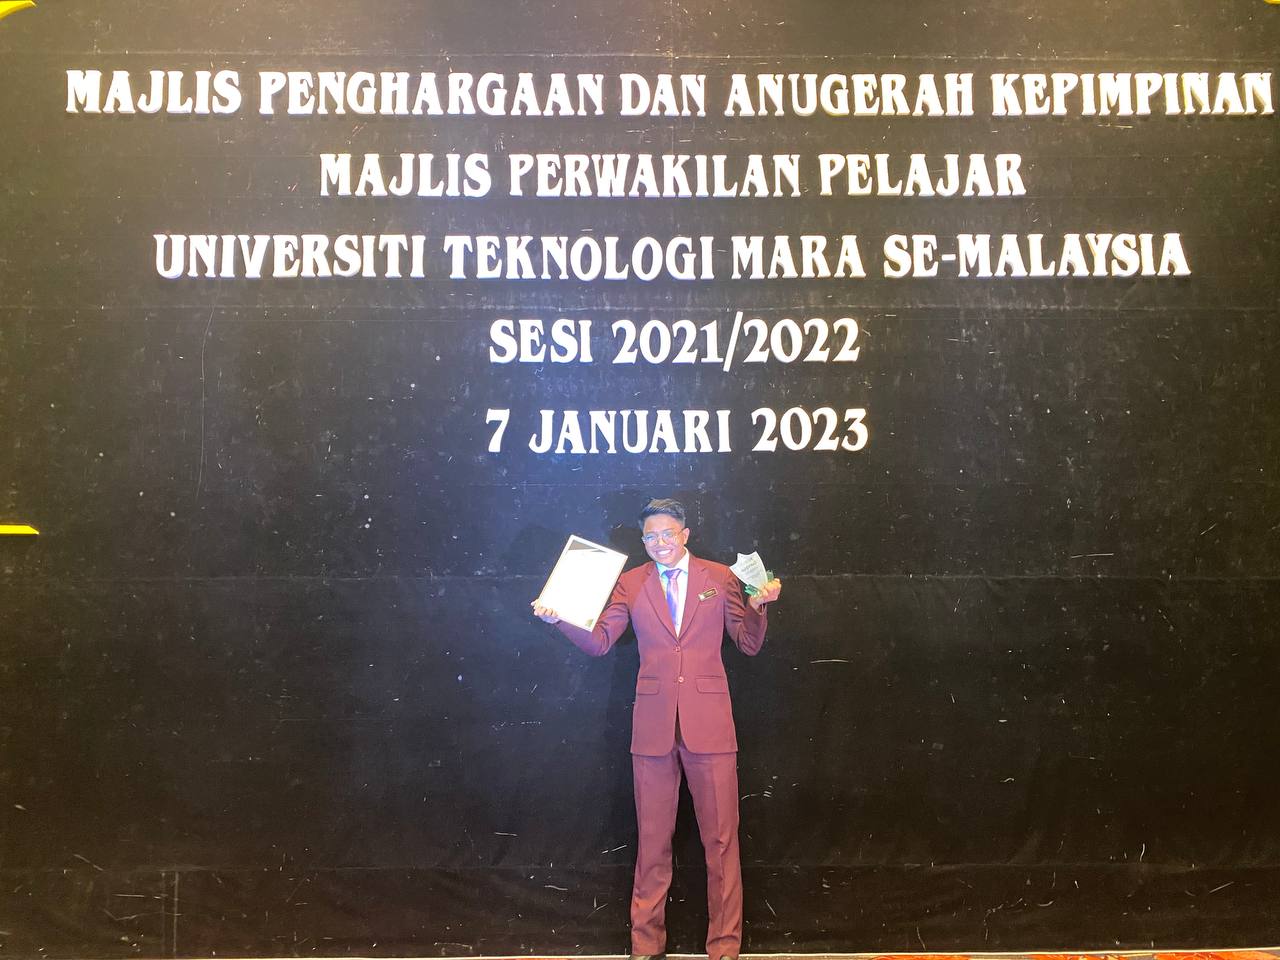 MAJLIS PENGHARGAAN DAN ANUGERAH KEPIMPINAN
MAJLIS PERWAKILAN PELAJAR
UNIVERSITI TEKNOLOGI MARA SE-MALAYSIA
SESI 2021/2022
7 JANUARI 2023